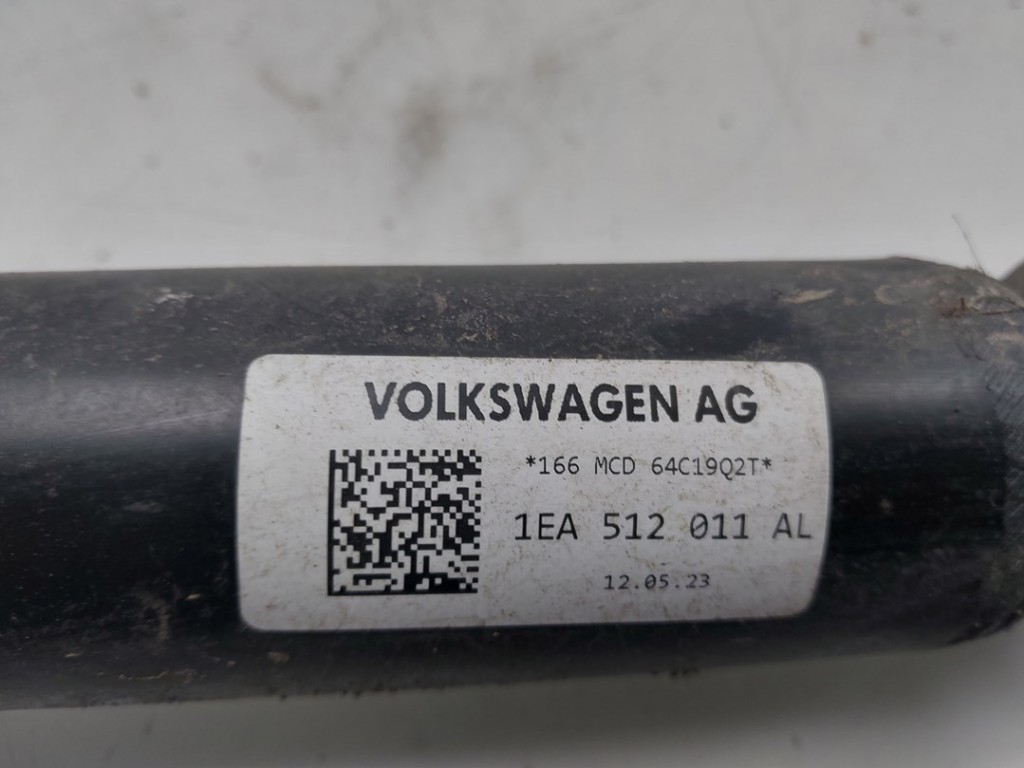 VOLKSWAGEN AG
*166 MCD 64C19Q2T*
1EA 512 011 AL
12.05.23